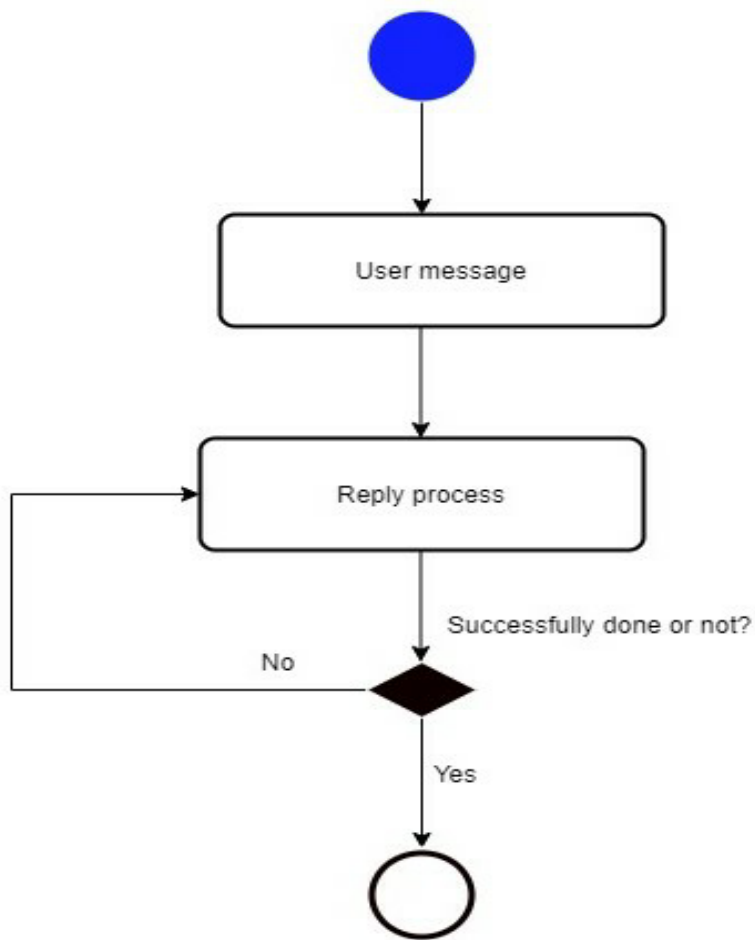 User message
Reply process
Successfully done or not?
No
Yes